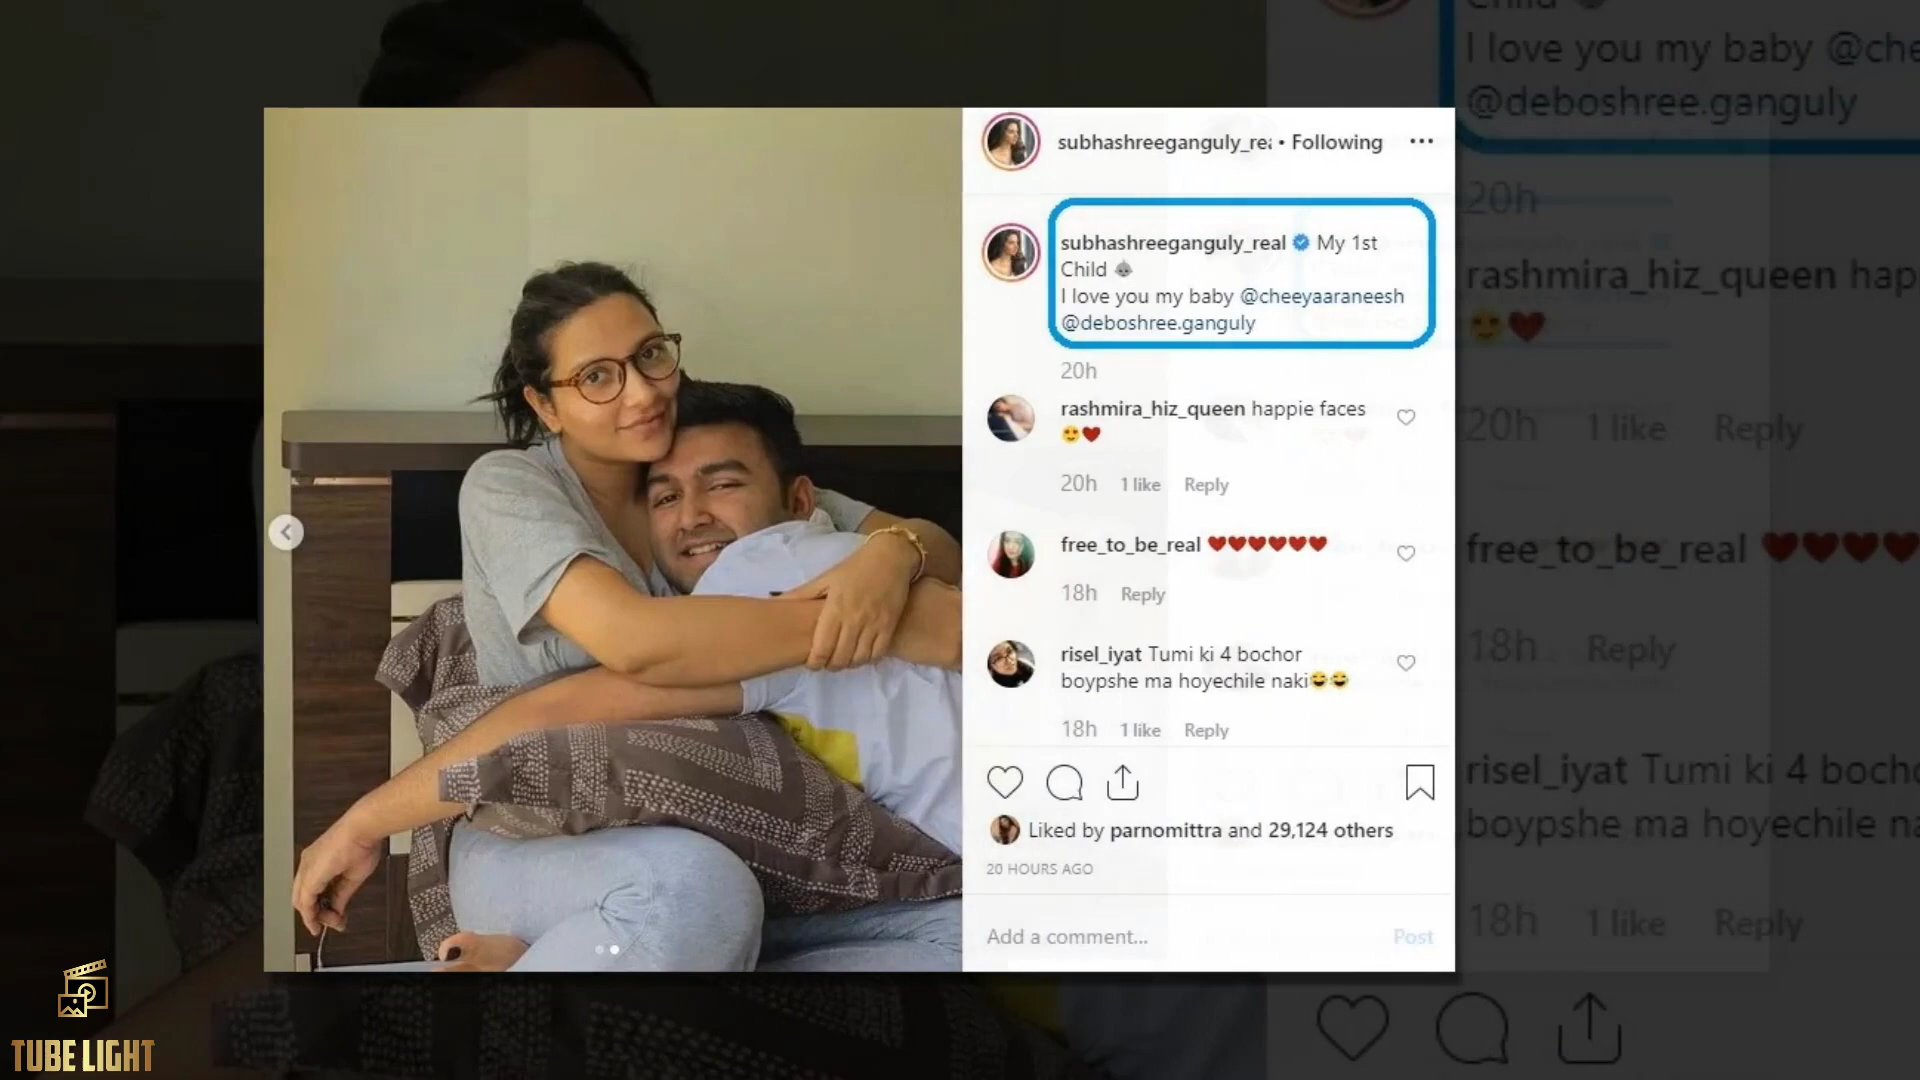 subhashreeganguly_rea • Following
subhashreeganguly_real My 1st
Child
I love you my baby @cheeyaaraneesh
@deboshree.ganguly
20h
rashmira_hiz_queen happie faces
😍❤
20h 1 like Reply
free_to_be_real ❤❤❤❤❤❤
18h Reply
risel_iyat Tumi ki 4 bochor
boypshe ma hoyechile naki😂😂
18h 1 like Reply
Liked by parnomittra and 29,124 others
20 HOURS AGO
Add a comment... Post
Child
I love you my baby
@deboshree.ganguly
20h
rashmira_hiz_queen
😍❤
20h 1 like Reply
free_to_be_real ❤❤❤❤
18h Reply
risel_iyat Tumi ki 4
boypshe ma hoyechile
18h 1 like Reply
TUBE LIGHT